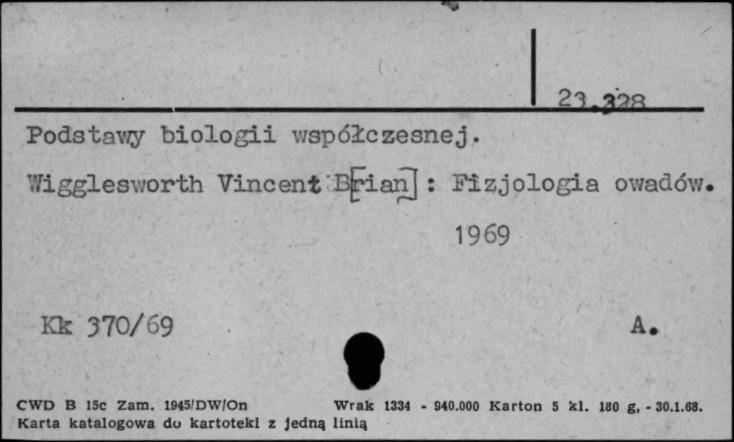 23.328
Podstawy biologii współczesnej.
Wigglesworth Vincent B[rian] : Fizjologia owadów.
1969
Kk 370/69 A.
CWD B 15c Zam. 1945/DW/On Wrak 1334 - 940.000 Karton 5 kl. 180 g, - 30.1.68.
Karta katalogowa do kartoteki z jedną linią